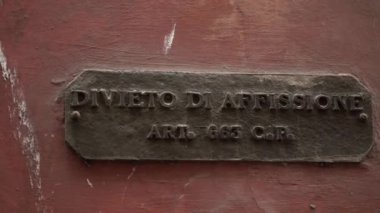 DIVIETO DI AFFISSIONE
ART. 663 C.P.